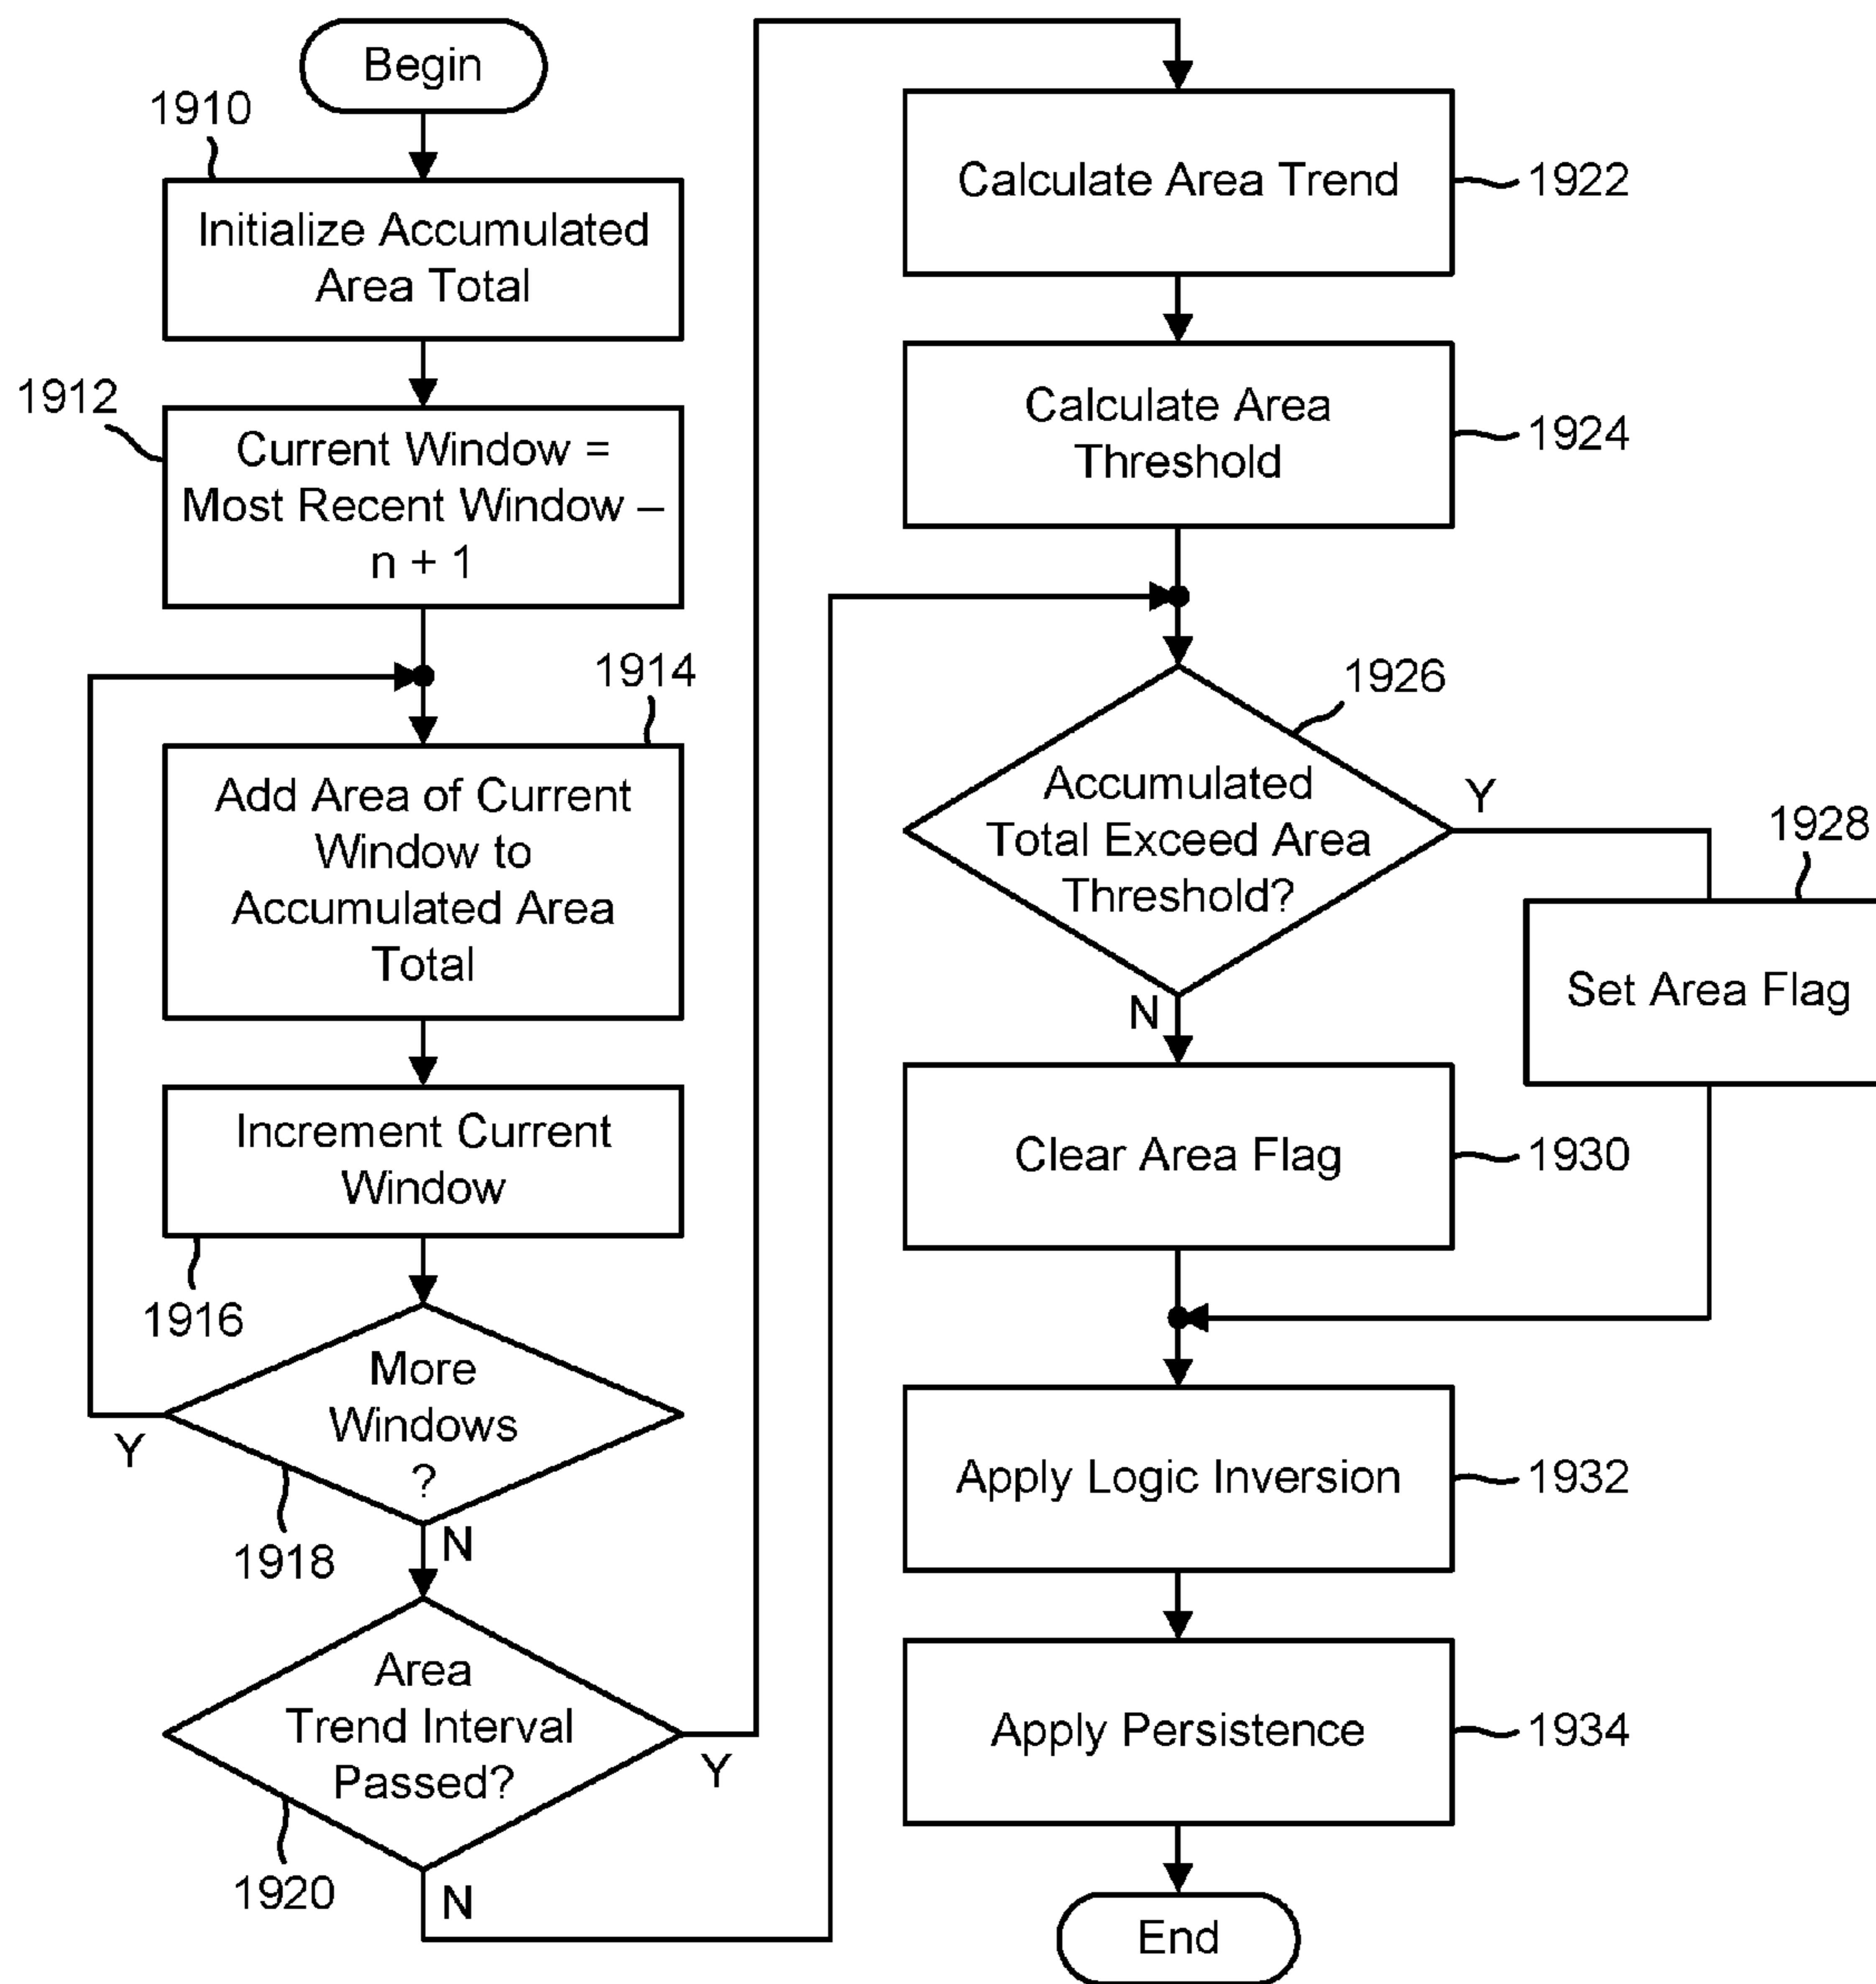 Begin
1910
Initialize Accumulated
Area Total
1912
Current Window =
Most Recent Window –
n + 1
1914
Add Area of Current
Window to
Accumulated Area
Total
Increment Current
Window
1916
More
Windows
?
Y
1918
N
Area
Trend Interval
Passed?
Y
1920
N
Calculate Area Trend
1922
Calculate Area
Threshold
1924
1926
Accumulated
Total Exceed Area
Threshold?
Y
1928
Set Area Flag
N
Clear Area Flag
1930
Apply Logic Inversion
1932
Apply Persistence
1934
End